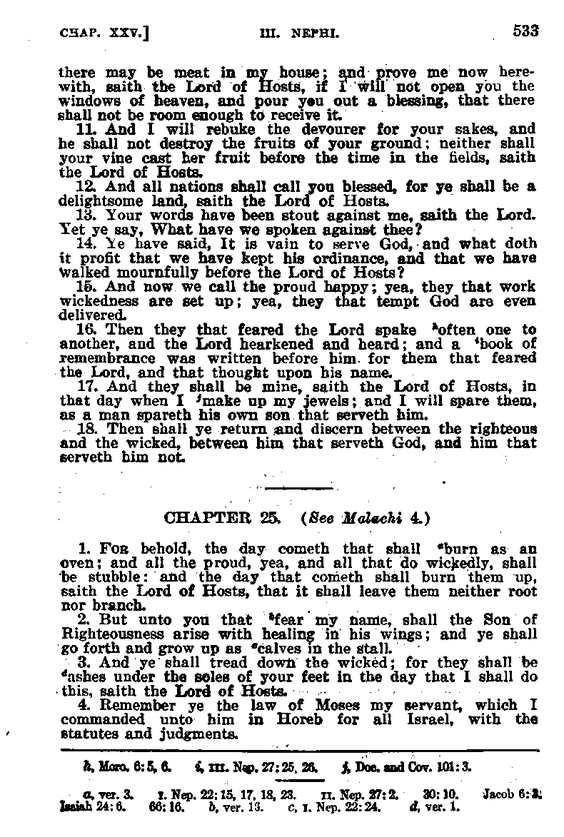 CHAP. XXV.] III. NEPHI. 533
there may be meat in my house; and prove me now here-
with, saith the Lord of Hosts, if I will not open you the
windows of heaven, and pour you out a blessing, that there
shall not be room enough to receive it.
11. And I will rebuke the devourer for your sakes, and
he shall not destroy the fruits of your ground; neither shall
your vine cast her fruit before the time in the fields, saith
the Lord of Hosts.
12. And all nations shall call you blessed, for ye shall be a
delightsome land, saith the Lord of Hosts.
13. Your words have been stout against me, saith the Lord.
Yet ye say, What have we spoken against thee?
14. Ye have said, It is vain to serve God, and what doth
it profit that we have kept his ordinance, and that we have
walked mournfully before the Lord of Hosts?
15. And now we call the proud happy; yea, they that work
wickedness are set up; yea, they that tempt God are even
delivered.
16. Then they that feared the Lord spake hoften one to
another, and the Lord hearkened and heard; and a ibook of
remembrance was written before him for them that feared
the Lord, and that thought upon his name.
17. And they shall be mine, saith the Lord of Hosts, in
that day when I jmake up my jewels; and I will spare them,
as a man spareth his own son that serveth him.
18. Then shall ye return and discern between the righteous
and the wicked, between him that serveth God, and him that
serveth him not.
CHAPTER 25. (See Malachi 4.)
1. FOR behold, the day cometh that shall aburn as an
oven; and all the proud, yea, and all that do wickedly, shall
be stubble: and the day that cometh shall burn them up,
saith the Lord of Hosts, that it shall leave them neither root
nor branch.
2. But unto you that bfear my name, shall the Son of
Righteousness arise with healing in his wings; and ye shall
go forth and grow up as ccalves in the stall.
3. And ye shall tread down the wicked; for they shall be
dashes under the soles of your feet in the day that I shall do
this, saith the Lord of Hosts.
4. Remember ye the law of Moses my servant, which I
commanded unto him in Horeb for all Israel, with the
statutes and judgments.
h, Moro. 6:5, 6. i, III. Nep. 27:25, 26. j, Doc. and Cov. 101:3.
a, ver. 3. I. Nep. 22:15, 17, 18, 23. II. Nep. 27:2. 30:10. Jacob 6:3.
Isaiah 24:6. 66:16. b, ver. 13. c, I. Nep. 22:24. d, ver. 1.